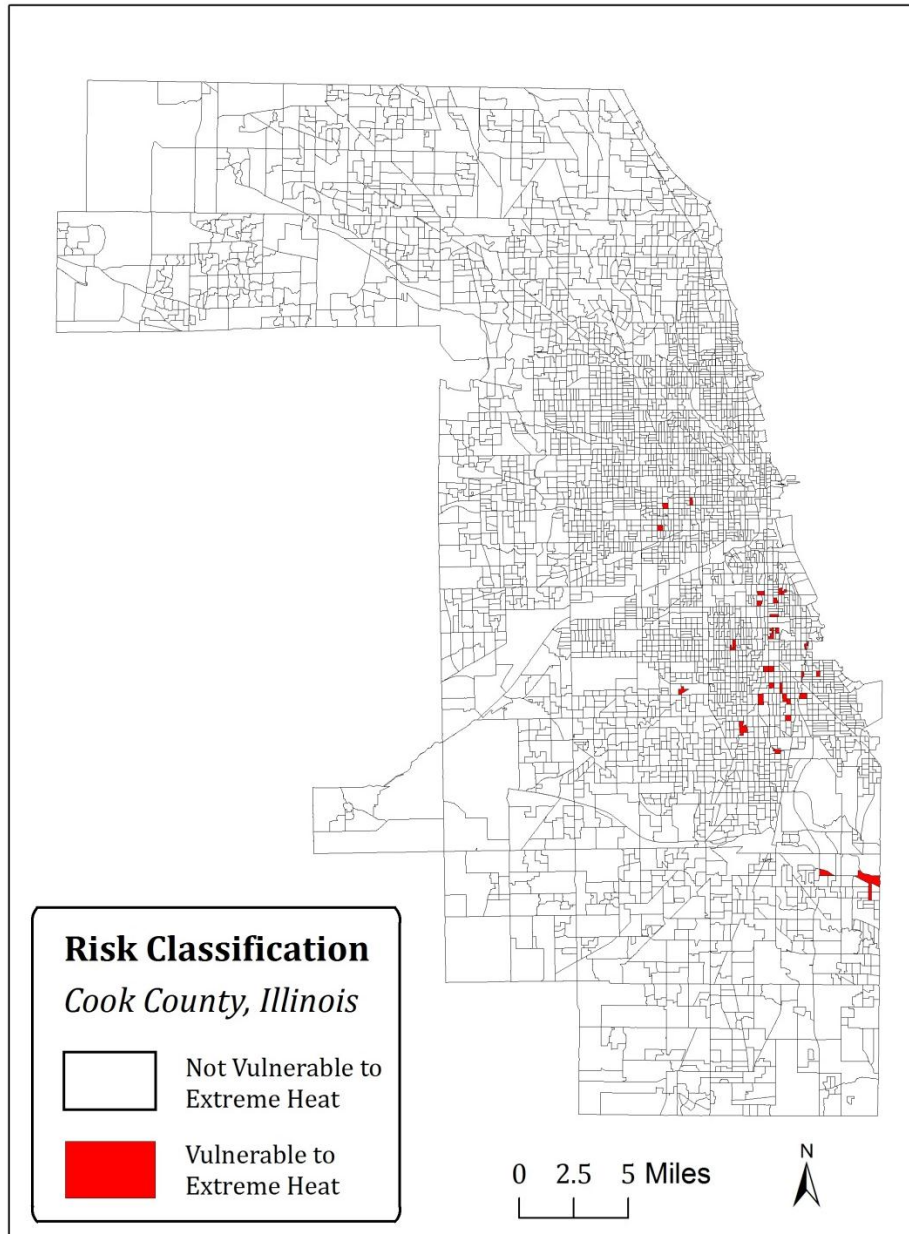 Risk Classification
Cook County, Illinois
Not Vulnerable to
Extreme Heat
Vulnerable to
Extreme Heat
0 2.5 5 Miles
N